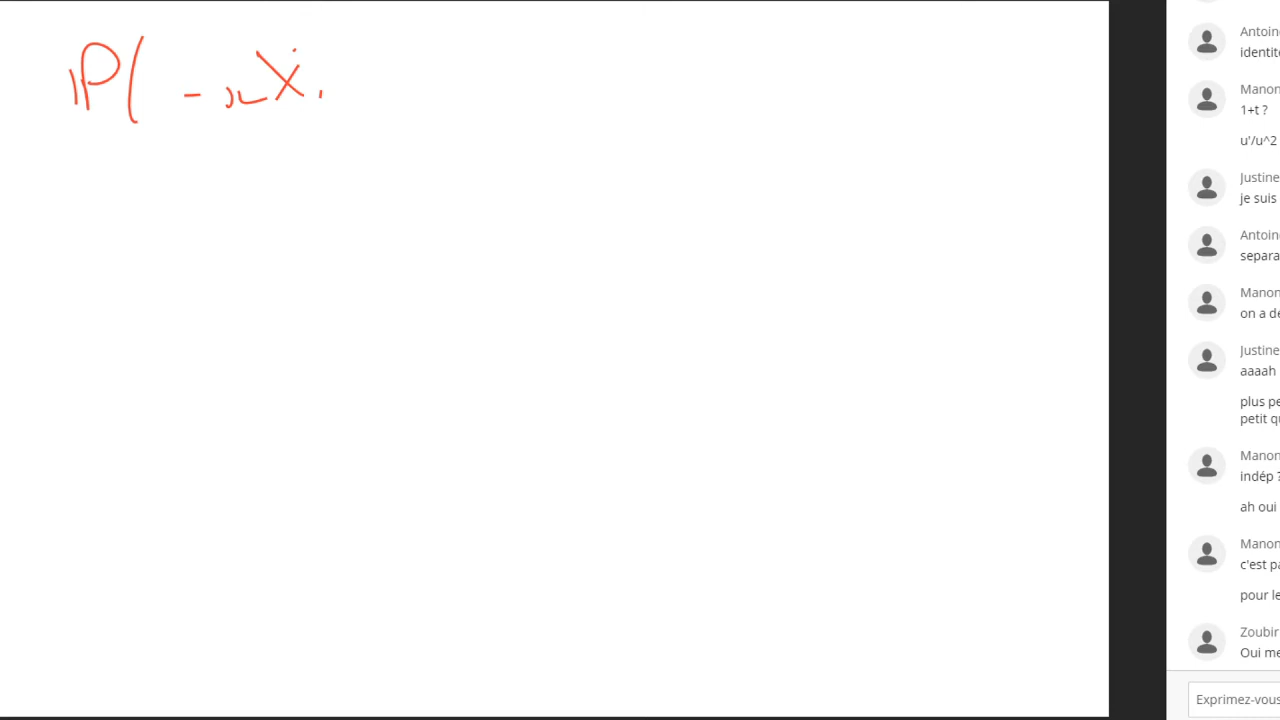 P( - xX.
Antoin
identite
Manon
1+t ?
u'/u^2
Justine
je suis
Antoin
separa
Manon
on a de
Justine
aaaah
plus pe
petit qu
Manon
indép ?
ah oui
Manon
c'est pa
pour le
Zoubir
Oui me
Exprimez-vous